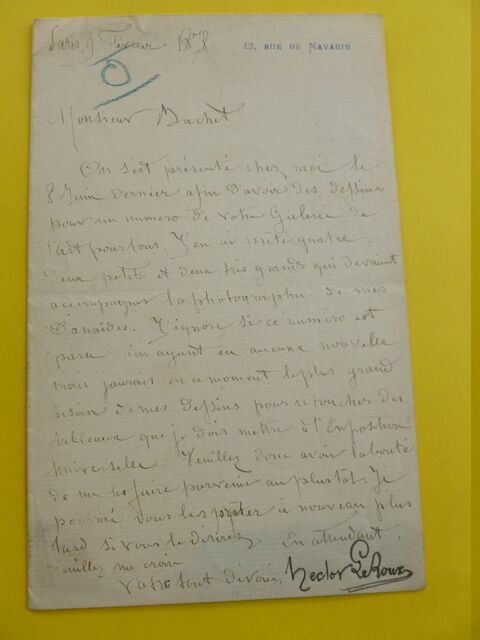 Paris, 9 Février 1878
12, RUE DE NAVARIN
Monsieur Bachet
On s'est présenté chez moi le
8 Juin dernier afin d'avoir des dessins
pour un numero de votre Galerie de
l'art pour tous. J'en ai prêté quatre
deux petits et deux très grands qui devaient
accompagner la photographie de mes
Danaïdes. J'ignore si ce numero est
paru n'en ayant eu aucune nouvelle
mais j'aurais en ce moment le plus grand
besoin de mes dessins pour retoucher des
tableaux que je dois mettre à l'Exposition
Universelle. Veuillez donc avoir la bonté
de me les faire parvenir au plus tôt. Je
pourrai vous les prêter à nouveau plus
tard si vous le désirez. En attendant
veuillez me croire
Votre tout dévoué, Hector Le Roux